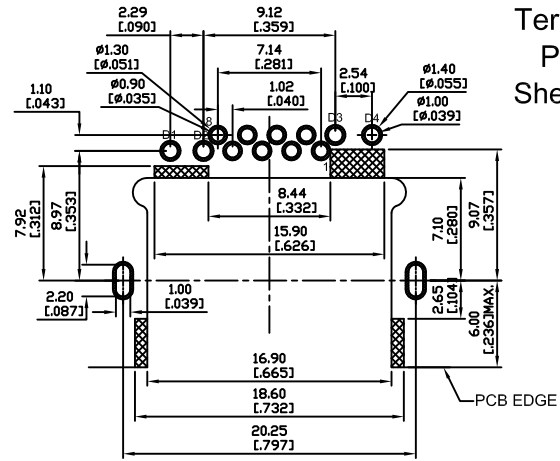 2.29
[.090]
9.12
[.359]
Ter
P
She
Ø1.30
[Ø.051]
7.14
[.281]
Ø0.90
[Ø.035]
1.02
[.040]
2.54
[.100]
Ø1.40
[Ø.055]
Ø1.00
[Ø.039]
1.10
[.043]
8
D3
D4
D1
1
7.92
[.312]
8.97
[.353]
8.44
[.332]
15.90
[.626]
7.10
[.280]
9.07
[.357]
2.20
[.087]
1.00
[.039]
2.65
[.104]
6.00
[.236]MAX.
16.90
[.665]
18.60
[.732]
20.25
[.797]
PCB EDGE